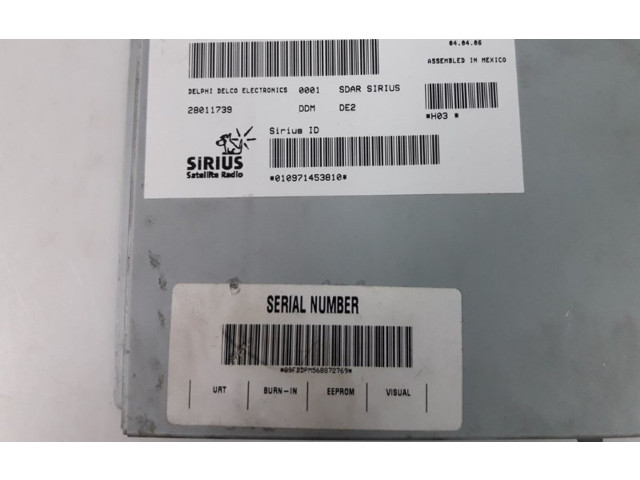 04.04.06
ASSEMBLED IN MEXICO
DELPHI DELCO ELECTRONICS 0001 SDAR SIRIUS
28011739 DDM DE2
*H03 *
Sirium ID
SiRIUS
Satellite Radio
*010971453810*
SERIAL NUMBER
URT BURN-IN EEPROM VISUAL